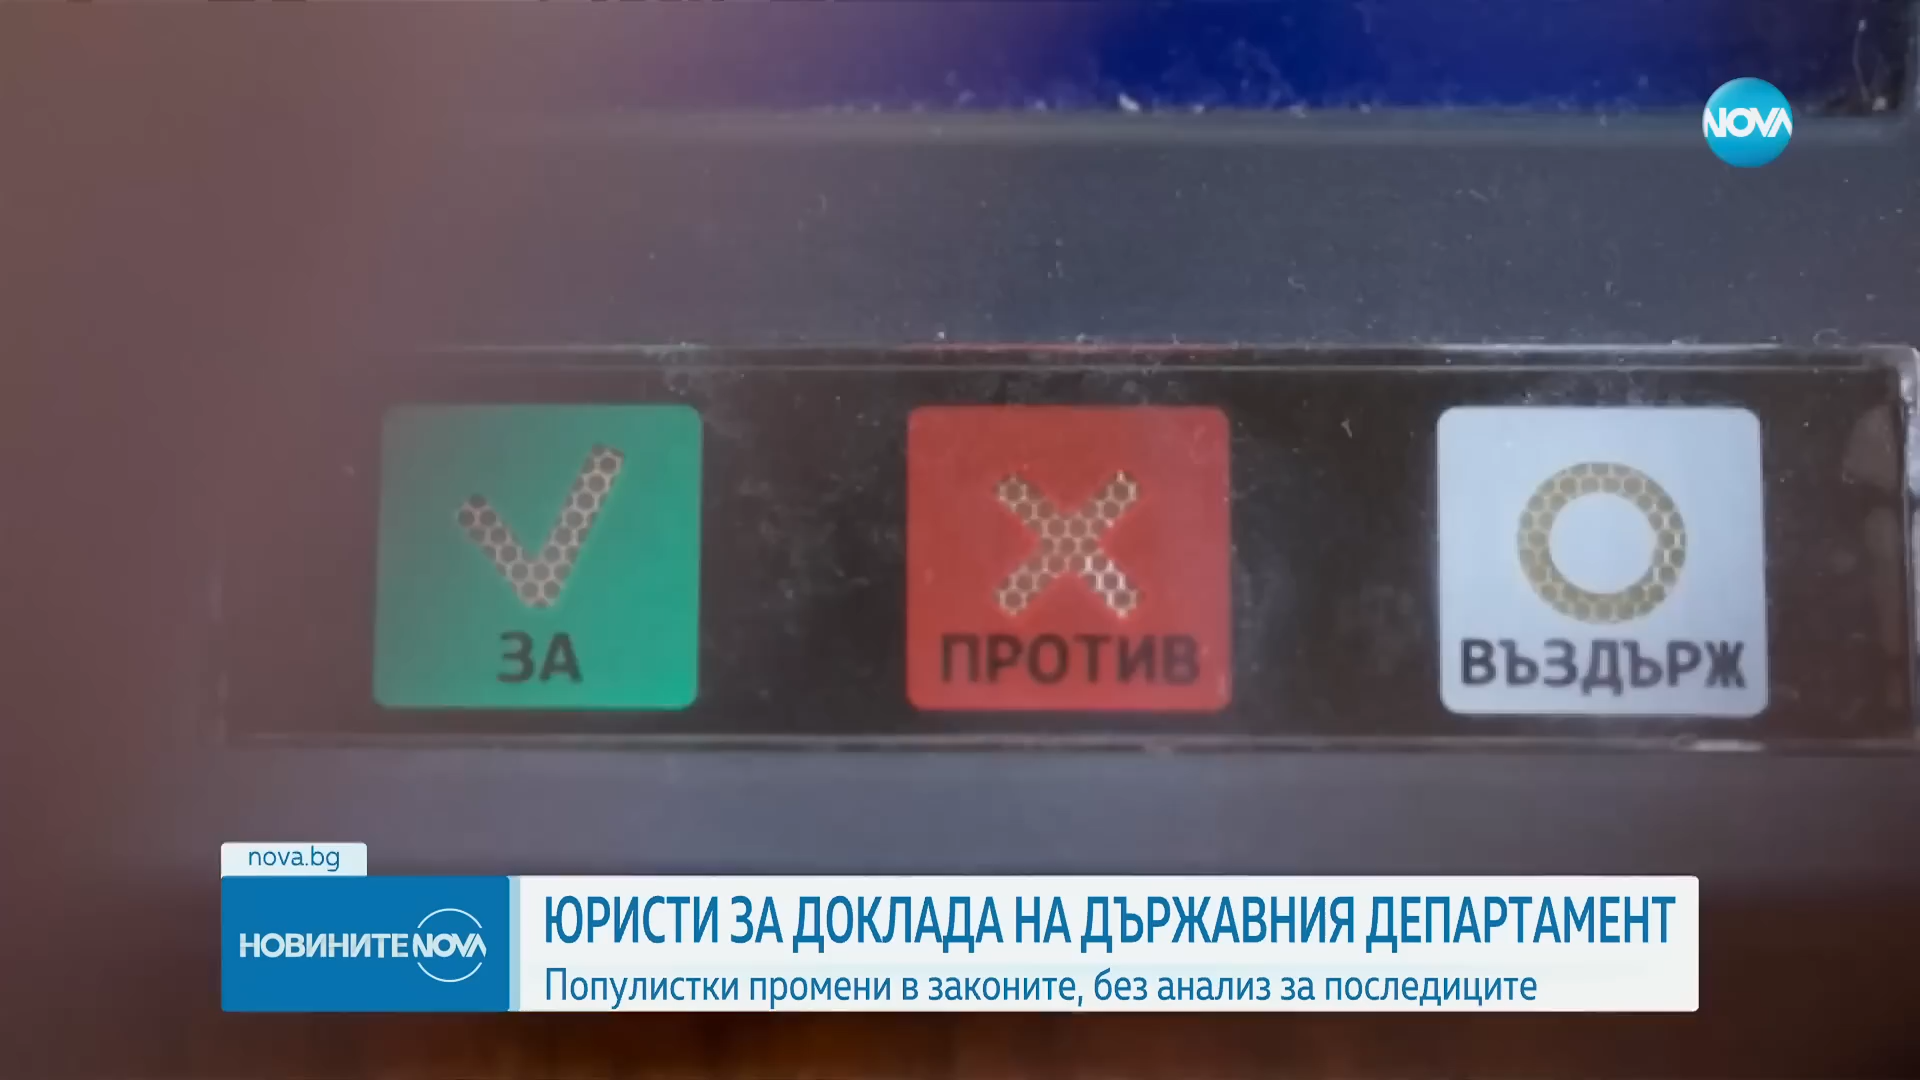 NOVA
ЗА
ПРОТИВ
ВЪЗДЪРЖ
nova.bg
НОВИНИТЕ NOVA
ЮРИСТИ ЗА ДОКЛАДА НА ДЪРЖАВНИЯ ДЕПАРТАМЕНТ
Популистки промени в законите, без анализ за последиците